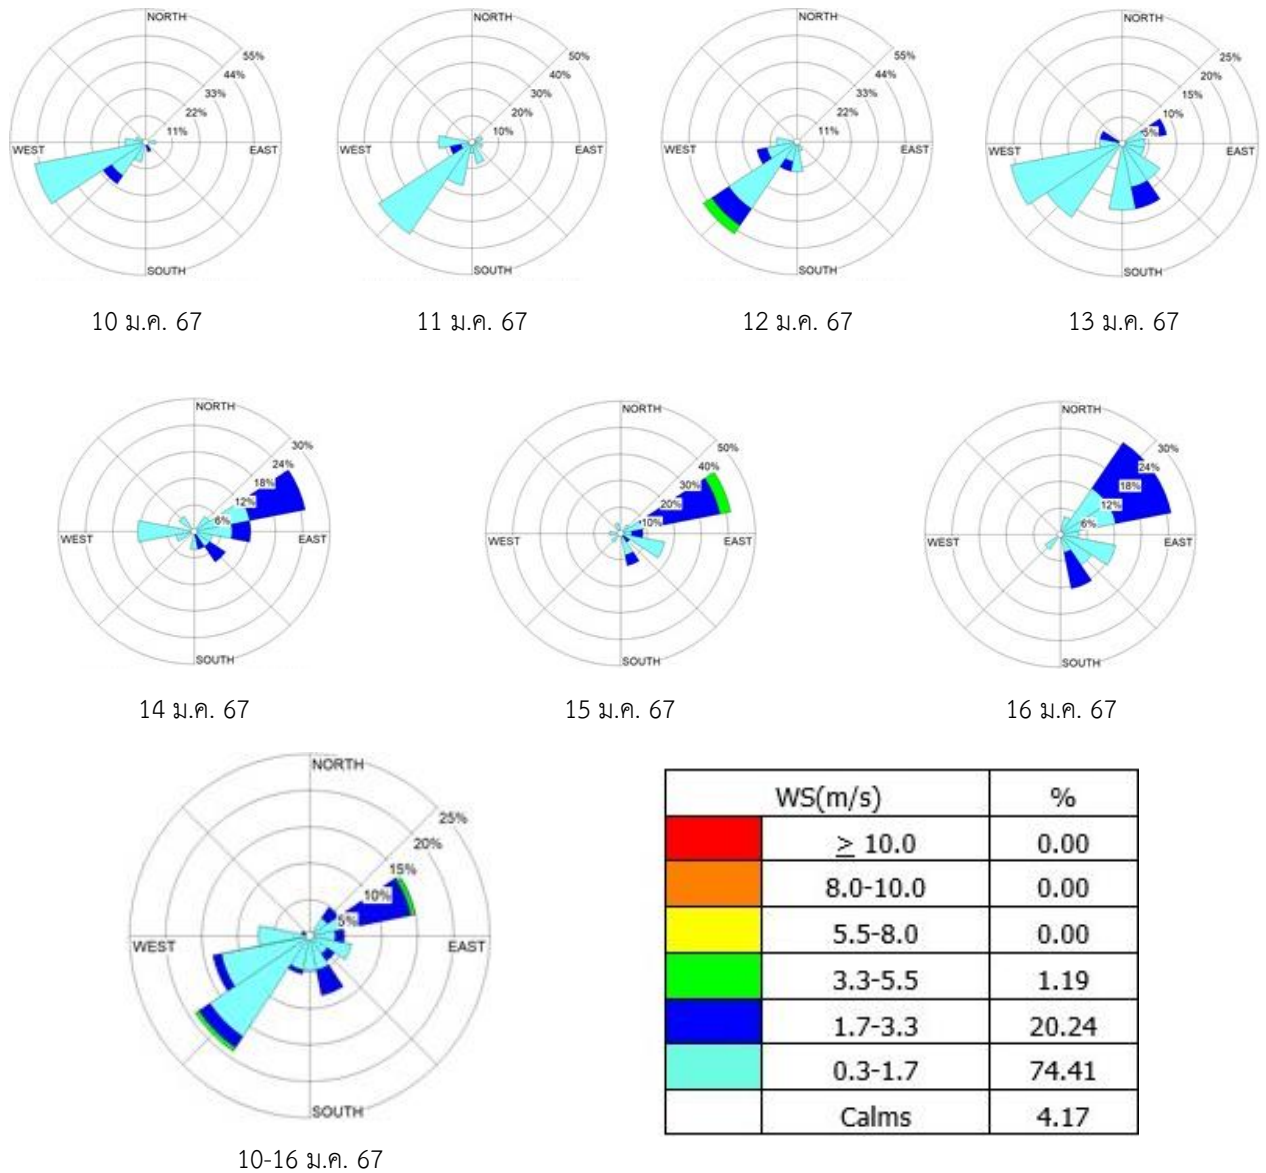 NORTH
55%
44%
33%
22%
11%
WEST
EAST
SOUTH
10 ม.ค. 67
NORTH
50%
40%
30%
20%
10%
WEST
EAST
SOUTH
11 ม.ค. 67
NORTH
55%
44%
33%
22%
11%
WEST
EAST
SOUTH
12 ม.ค. 67
NORTH
25%
20%
15%
10%
5%
WEST
EAST
SOUTH
13 ม.ค. 67
NORTH
30%
24%
18%
12%
6%
WEST
EAST
SOUTH
14 ม.ค. 67
NORTH
50%
40%
30%
20%
10%
WEST
EAST
SOUTH
15 ม.ค. 67
NORTH
30%
24%
18%
12%
6%
WEST
EAST
SOUTH
16 ม.ค. 67
NORTH
25%
20%
15%
10%
5%
WEST
EAST
SOUTH
10-16 ม.ค. 67
WS(m/s) %
≥ 10.0 0.00
8.0-10.0 0.00
5.5-8.0 0.00
3.3-5.5 1.19
1.7-3.3 20.24
0.3-1.7 74.41
Calms 4.17